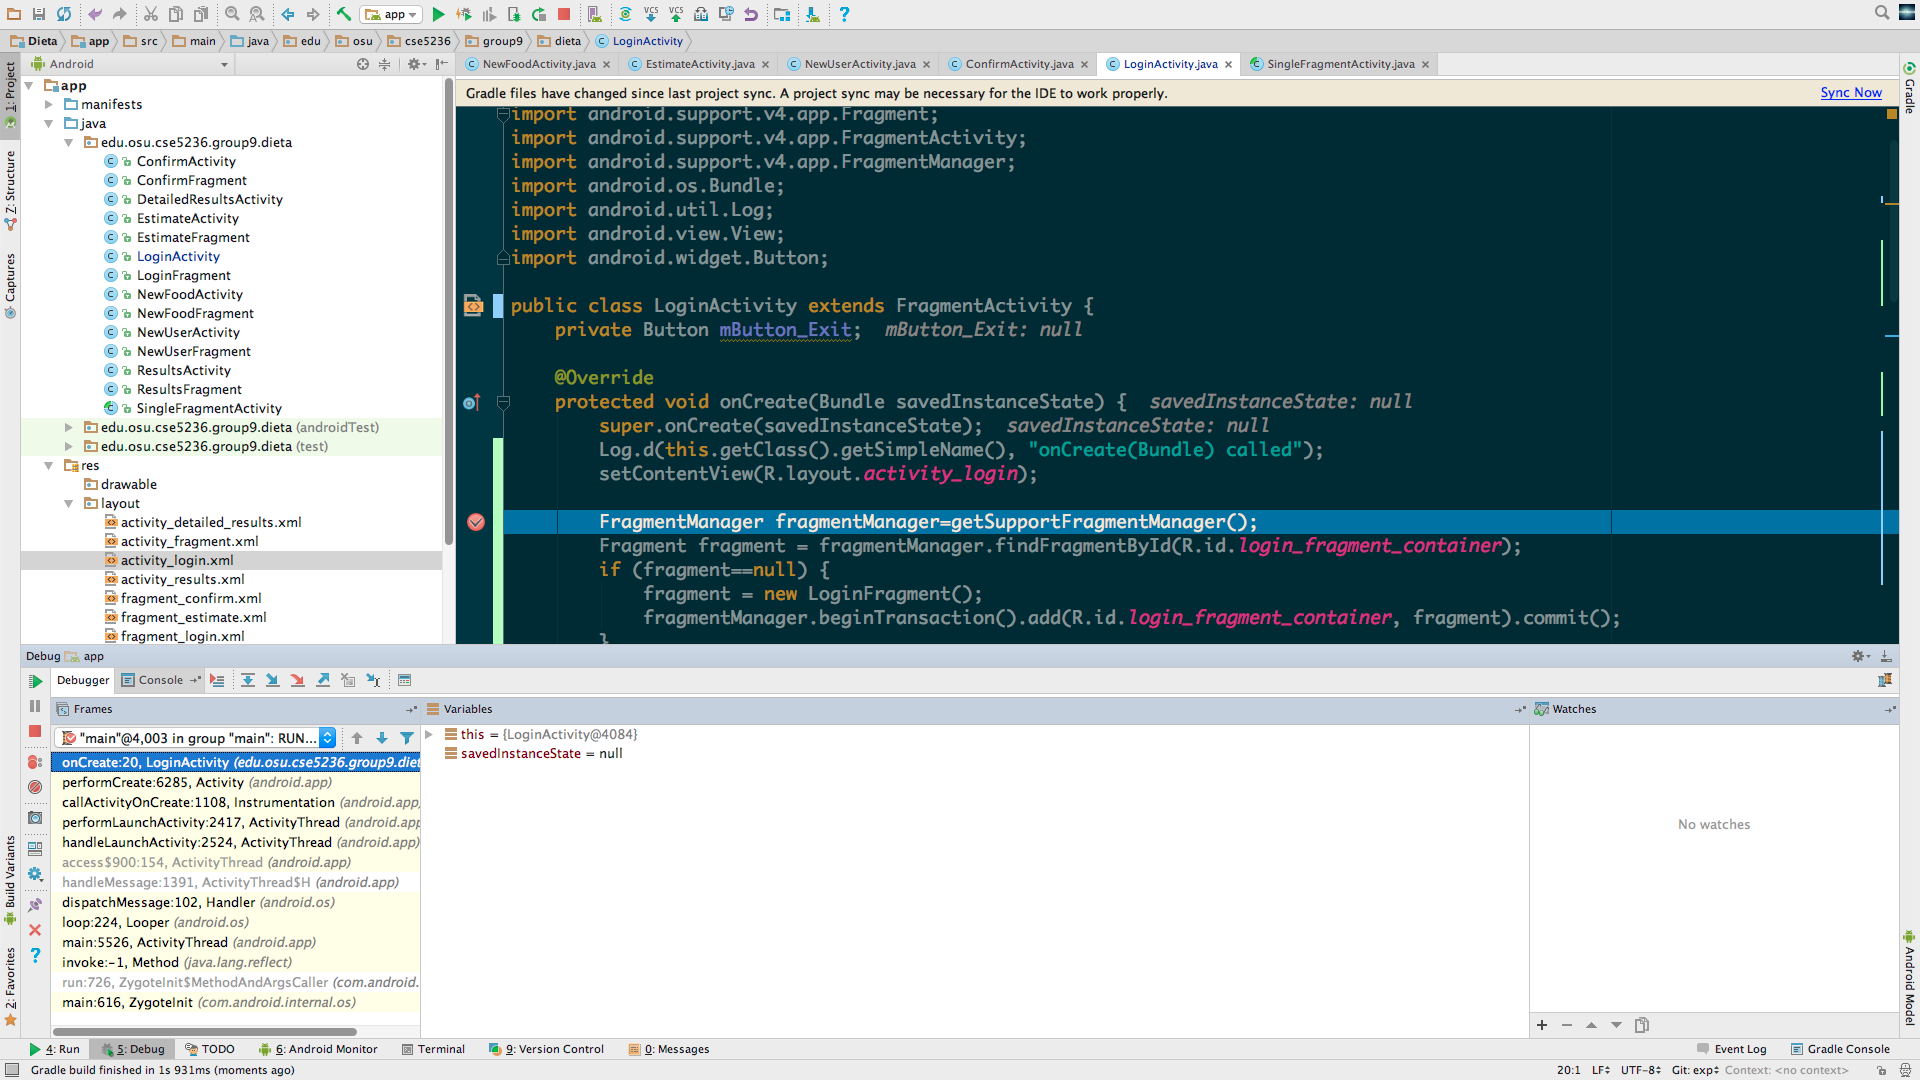 app
Dieta app src main java edu osu cse5236 group9 dieta LoginActivity
Android
NewFoodActivity.java EstimateActivity.java NewUserActivity.java ConfirmActivity.java LoginActivity.java SingleFragmentActivity.java
Gradle files have changed since last project sync. A project sync may be necessary for the IDE to work properly. Sync Now
1: Project
Z: Structure
Captures
Build Variants
2: Favorites
app
manifests
java
edu.osu.cse5236.group9.dieta
ConfirmActivity
ConfirmFragment
DetailedResultsActivity
EstimateActivity
EstimateFragment
LoginActivity
LoginFragment
NewFoodActivity
NewFoodFragment
NewUserActivity
NewUserFragment
ResultsActivity
ResultsFragment
SingleFragmentActivity
edu.osu.cse5236.group9.dieta (androidTest)
edu.osu.cse5236.group9.dieta (test)
res
drawable
layout
activity_detailed_results.xml
activity_fragment.xml
activity_login.xml
activity_results.xml
fragment_confirm.xml
fragment_estimate.xml
fragment_login.xml
import android.support.v4.app.Fragment;
import android.support.v4.app.FragmentActivity;
import android.support.v4.app.FragmentManager;
import android.os.Bundle;
import android.util.Log;
import android.view.View;
import android.widget.Button;
public class LoginActivity extends FragmentActivity {
private Button mButton_Exit; mButton_Exit: null
@Override
protected void onCreate(Bundle savedInstanceState) { savedInstanceState: null
super.onCreate(savedInstanceState); savedInstanceState: null
Log.d(this.getClass().getSimpleName(), "onCreate(Bundle) called");
setContentView(R.layout.activity_login);
FragmentManager fragmentManager=getSupportFragmentManager();
Fragment fragment = fragmentManager.findFragmentById(R.id.login_fragment_container);
if (fragment==null) {
fragment = new LoginFragment();
fragmentManager.beginTransaction().add(R.id.login_fragment_container, fragment).commit();
}
Gradle
Android Model
Debug app
Debugger Console
Frames
"main"@4,003 in group "main": RUN...
onCreate:20, LoginActivity (edu.osu.cse5236.group9.diet
performCreate:6285, Activity (android.app)
callActivityOnCreate:1108, Instrumentation (android.app)
performLaunchActivity:2417, ActivityThread (android.app
handleLaunchActivity:2524, ActivityThread (android.app)
access$900:154, ActivityThread (android.app)
handleMessage:1391, ActivityThread$H (android.app)
dispatchMessage:102, Handler (android.os)
loop:224, Looper (android.os)
main:5526, ActivityThread (android.app)
invoke:-1, Method (java.lang.reflect)
run:726, ZygoteInit$MethodAndArgsCaller (com.android.
main:616, ZygoteInit (com.android.internal.os)
Variables
this = {LoginActivity@4084}
savedInstanceState = null
Watches
No watches
4: Run 5: Debug TODO 6: Android Monitor Terminal 9: Version Control 0: Messages Event Log Gradle Console
Gradle build finished in 1s 931ms (moments ago) 20:1 LF UTF-8 Git: exp Context: <no context>